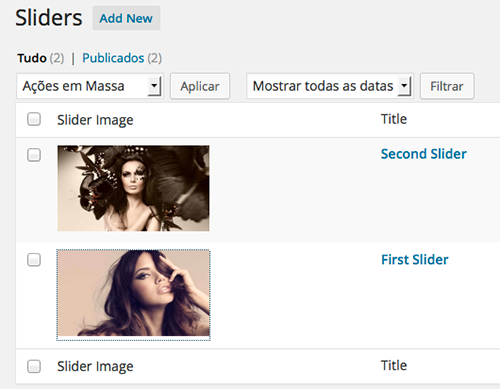 Sliders Add New
Tudo (2) | Publicados (2)
Ações em Massa Aplicar Mostrar todas as datas Filtrar
Slider Image Title
Second Slider
First Slider
Slider Image Title